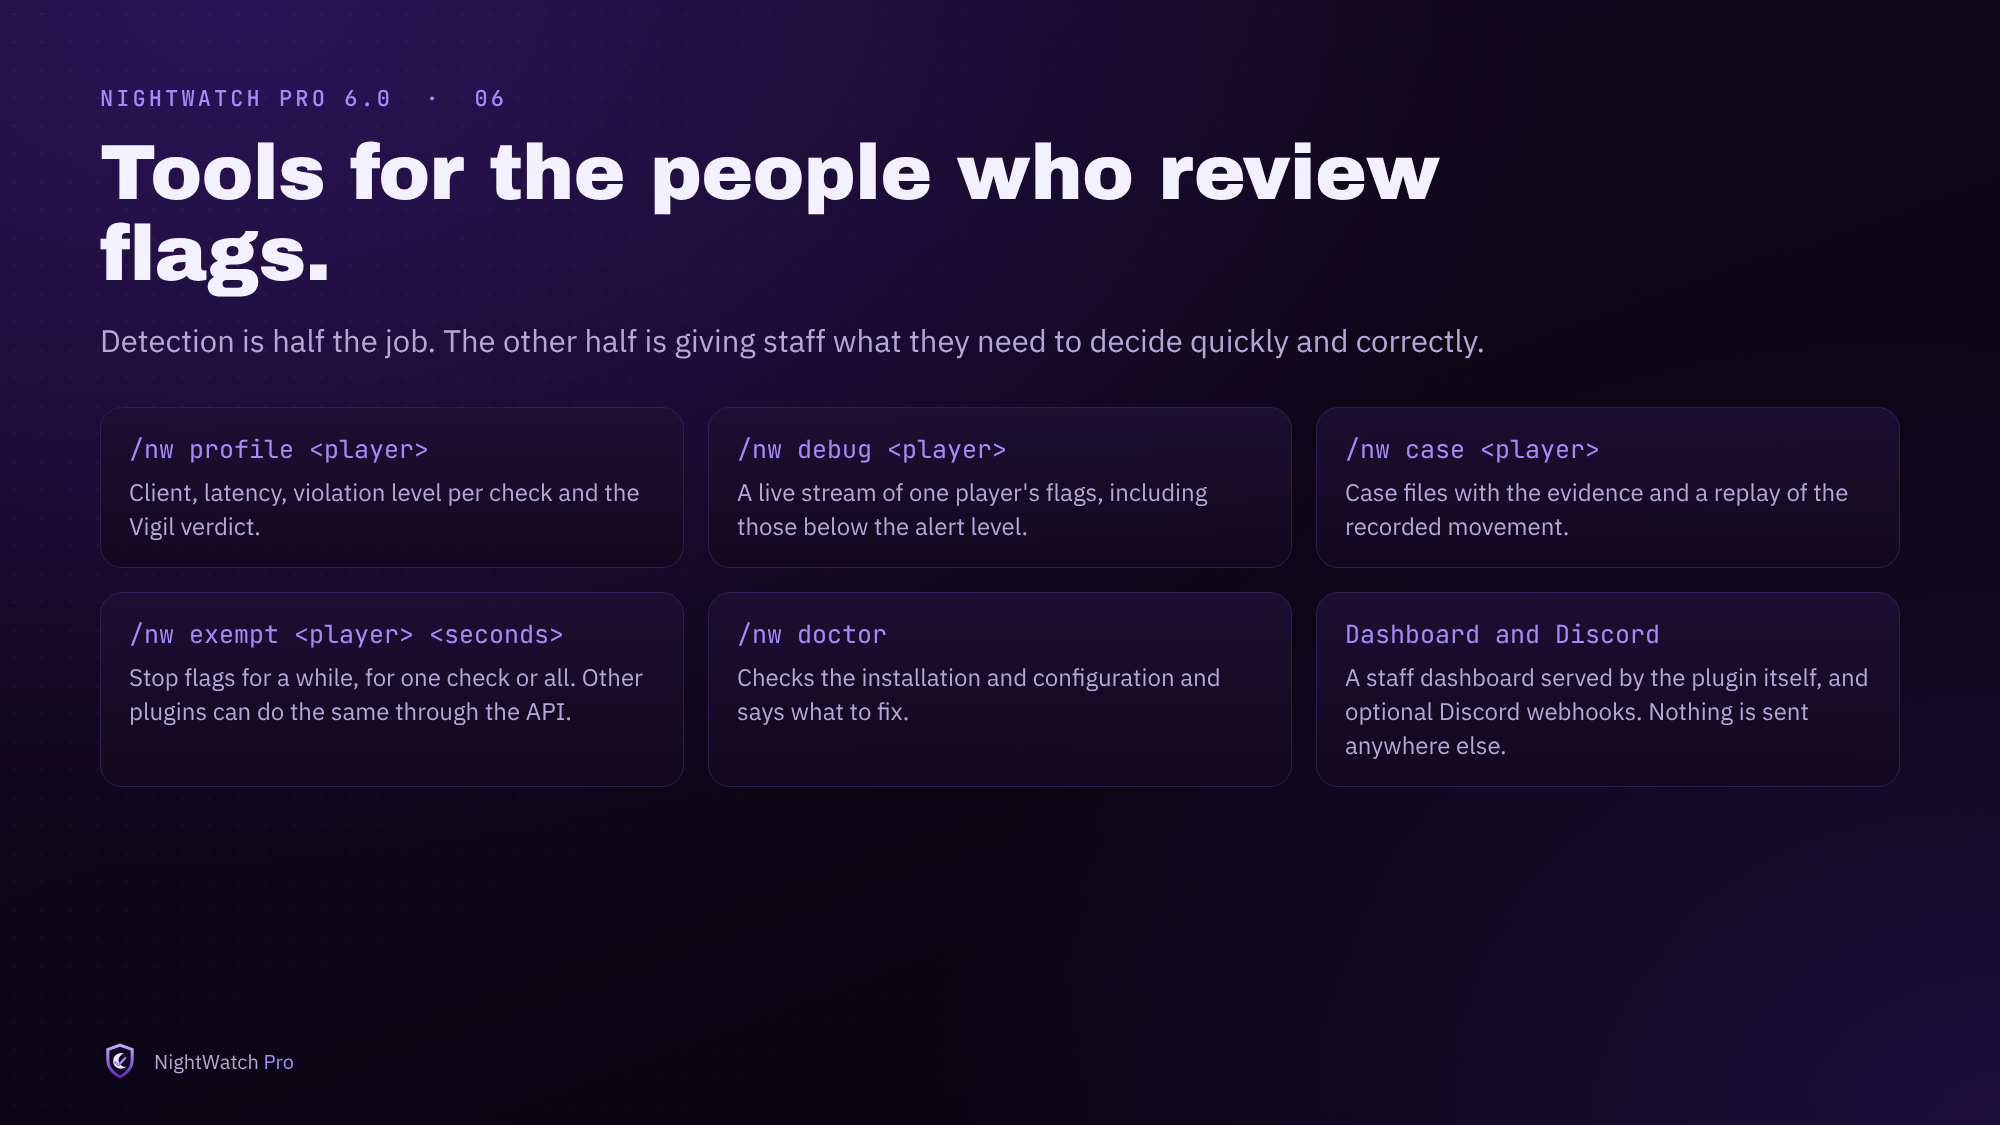 NIGHTWATCH PRO 6.0 · 06
Tools for the people who review
flags.
Detection is half the job. The other half is giving staff what they need to decide quickly and correctly.
/nw profile <player>
Client, latency, violation level per check and the
Vigil verdict.
/nw debug <player>
A live stream of one player's flags, including
those below the alert level.
/nw case <player>
Case files with the evidence and a replay of the
recorded movement.
/nw exempt <player> <seconds>
Stop flags for a while, for one check or all. Other
plugins can do the same through the API.
/nw doctor
Checks the installation and configuration and
says what to fix.
Dashboard and Discord
A staff dashboard served by the plugin itself, and
optional Discord webhooks. Nothing is sent
anywhere else.
NightWatch Pro